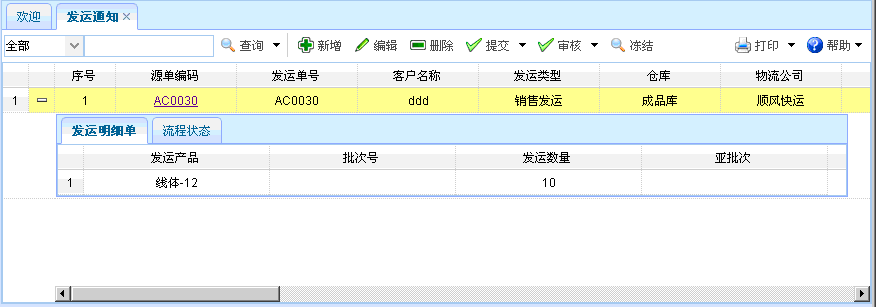 欢迎 发运通知
全部 查询 新增 编辑 删除 提交 审核 冻结 打印 帮助
序号 源单编码 发运单号 客户名称 发运类型 仓库 物流公司
1 1 AC0030 AC0030 ddd 销售发运 成品库 顺风快运
发运明细单 流程状态
发运产品 批次号 发运数量 亚批次
1 线体-12 10